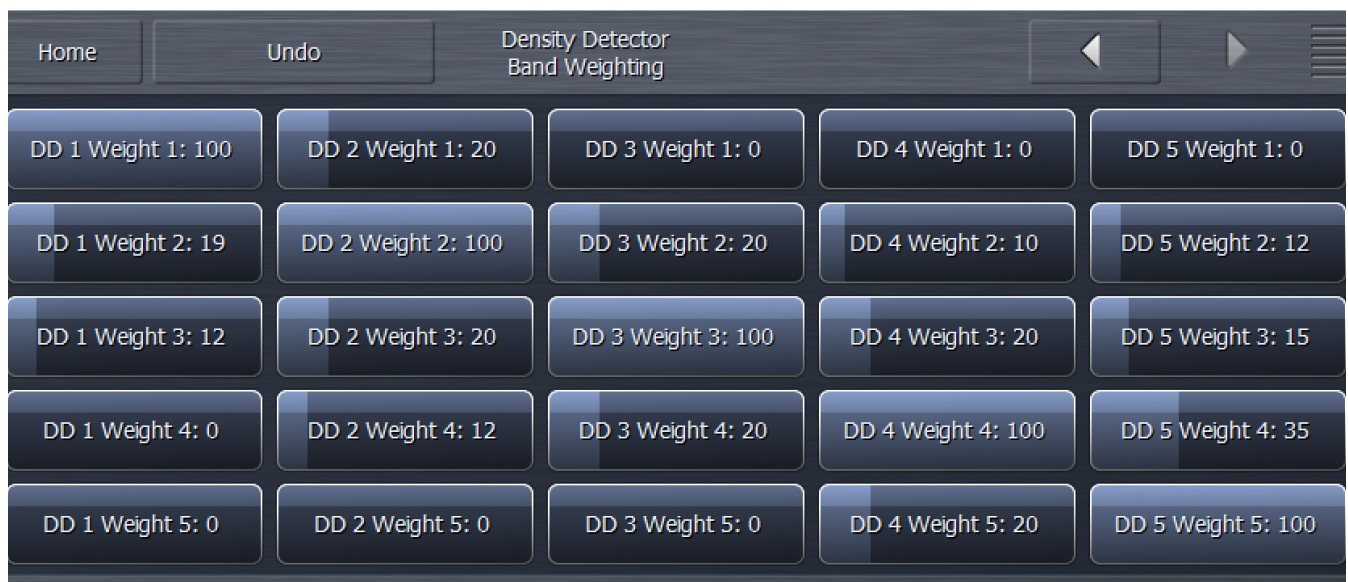 Home
Undo
Density Detector
Band Weighting
DD 1 Weight 1: 100
DD 2 Weight 1: 20
DD 3 Weight 1: 0
DD 4 Weight 1: 0
DD 5 Weight 1: 0
DD 1 Weight 2: 19
DD 2 Weight 2: 100
DD 3 Weight 2: 20
DD 4 Weight 2: 10
DD 5 Weight 2: 12
DD 1 Weight 3: 12
DD 2 Weight 3: 20
DD 3 Weight 3: 100
DD 4 Weight 3: 20
DD 5 Weight 3: 15
DD 1 Weight 4: 0
DD 2 Weight 4: 12
DD 3 Weight 4: 20
DD 4 Weight 4: 100
DD 5 Weight 4: 35
DD 1 Weight 5: 0
DD 2 Weight 5: 0
DD 3 Weight 5: 0
DD 4 Weight 5: 20
DD 5 Weight 5: 100